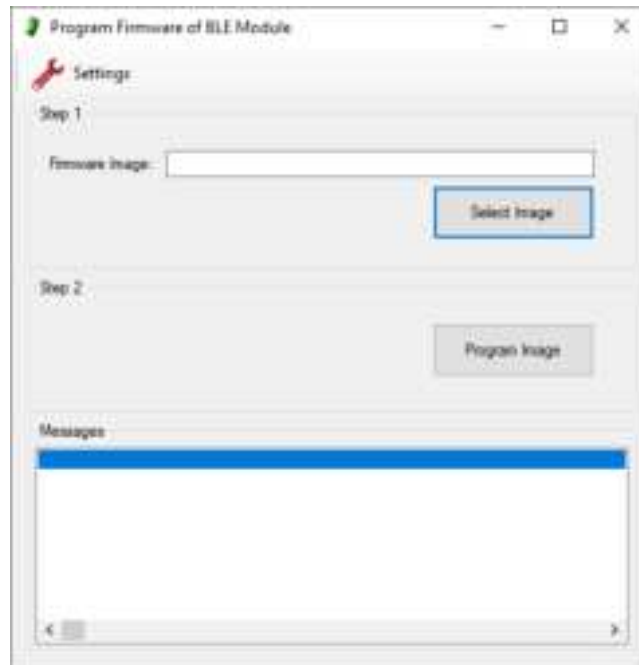 Program Firmware of BLE Module
Settings
Step 1
Firmware Image:
Select Image
Step 2
Program Image
Messages